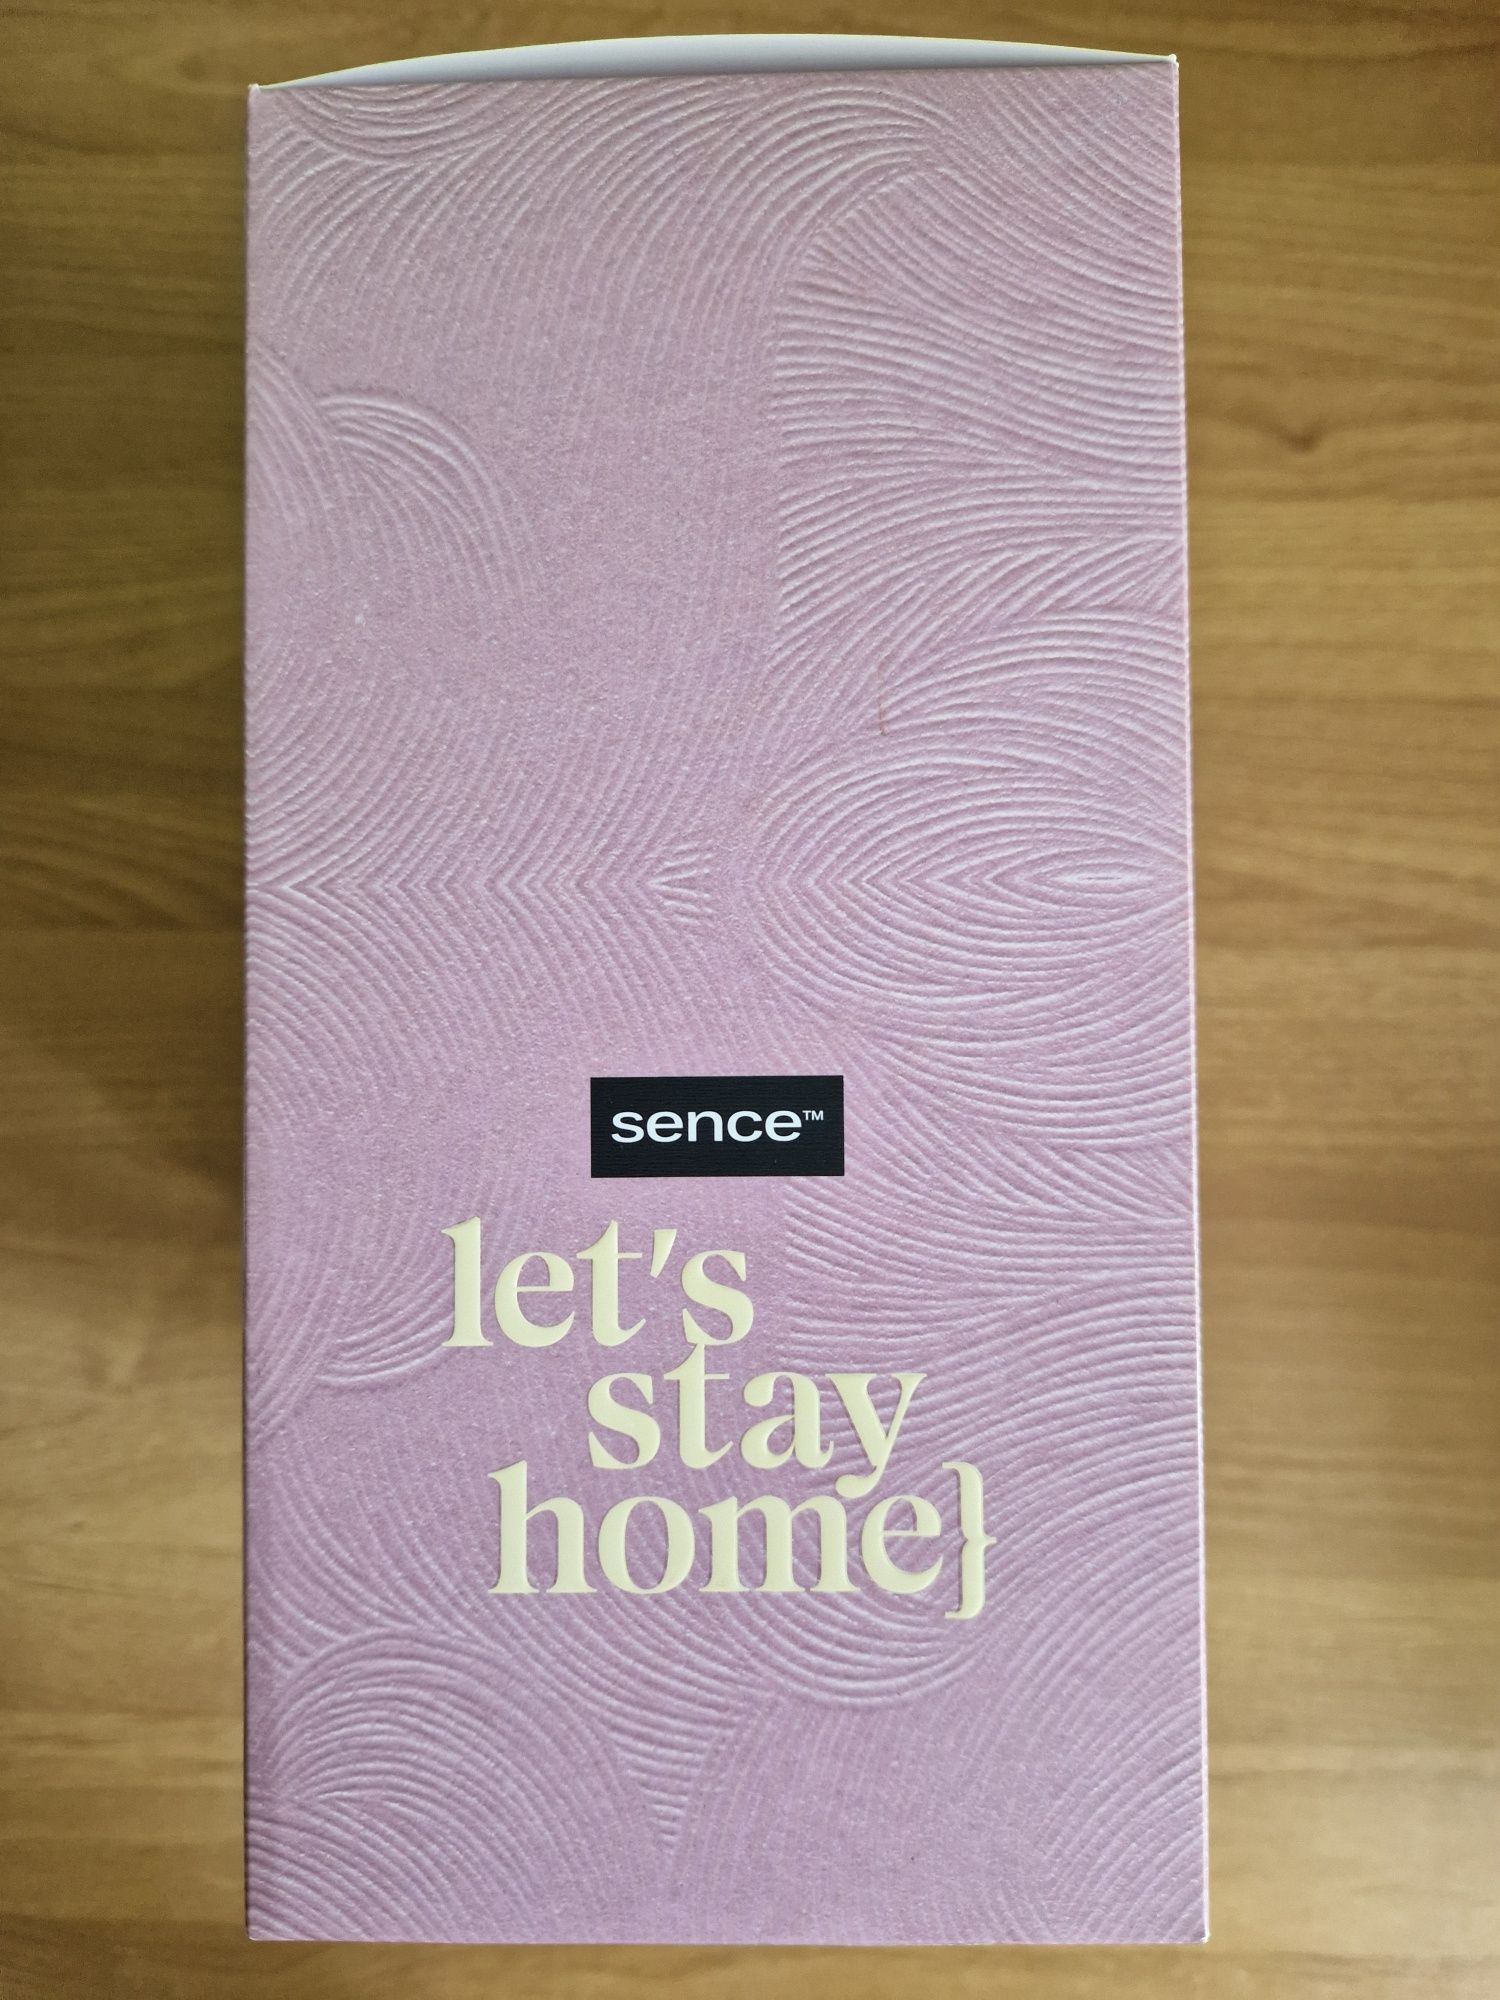 sence™
let's
stay
home}